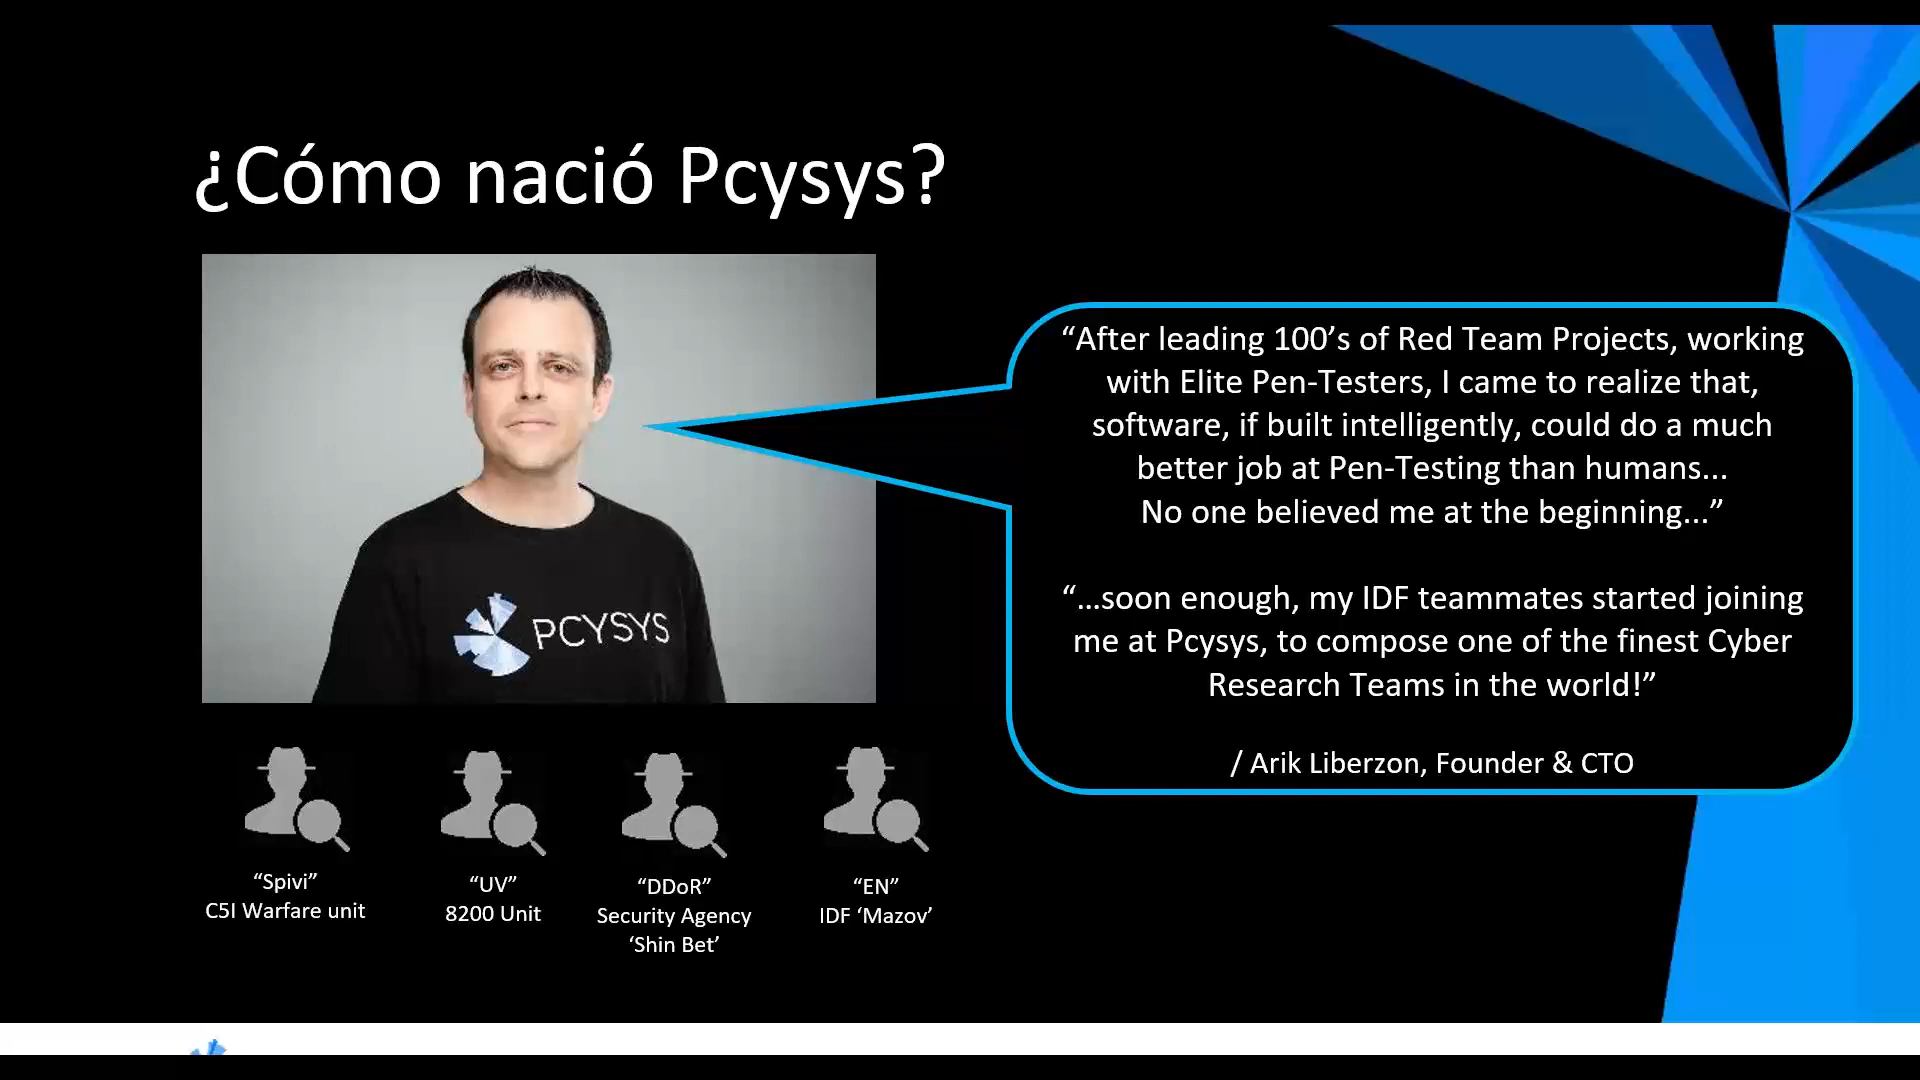 ¿Cómo nació Pcysys?
“After leading 100’s of Red Team Projects, working
with Elite Pen-Testers, I came to realize that,
software, if built intelligently, could do a much
better job at Pen-Testing than humans...
No one believed me at the beginning...”
“...soon enough, my IDF teammates started joining
me at Pcysys, to compose one of the finest Cyber
Research Teams in the world!”
/ Arik Liberzon, Founder & CTO
PCYSYS
“Spivi”
C5I Warfare unit
“UV”
8200 Unit
“DDoR”
Security Agency
‘Shin Bet’
“EN”
IDF ‘Mazov’